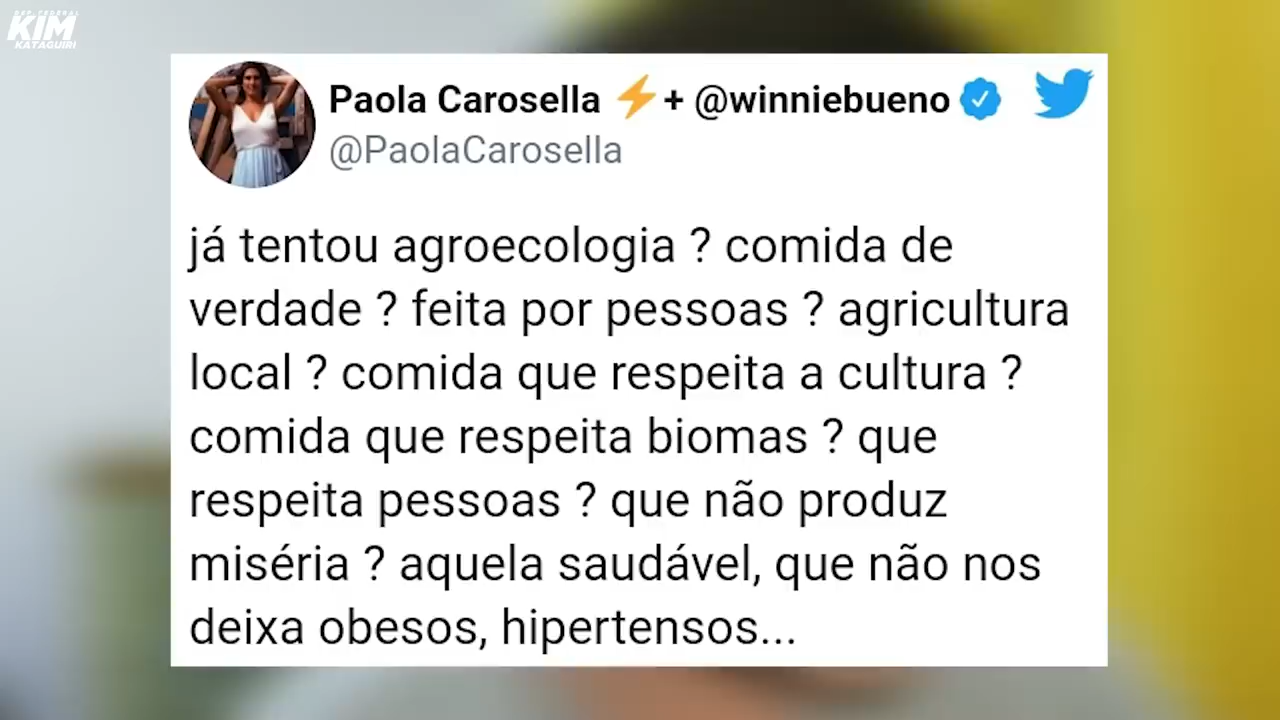 DEP. FEDERAL
KIM
KATAGUIRI
Paola Carosella ⚡+ @winniebueno
@PaolaCarosella
já tentou agroecologia ? comida de
verdade ? feita por pessoas ? agricultura
local ? comida que respeita a cultura ?
comida que respeita biomas ? que
respeita pessoas ? que não produz
miséria ? aquela saudável, que não nos
deixa obesos, hipertensos...